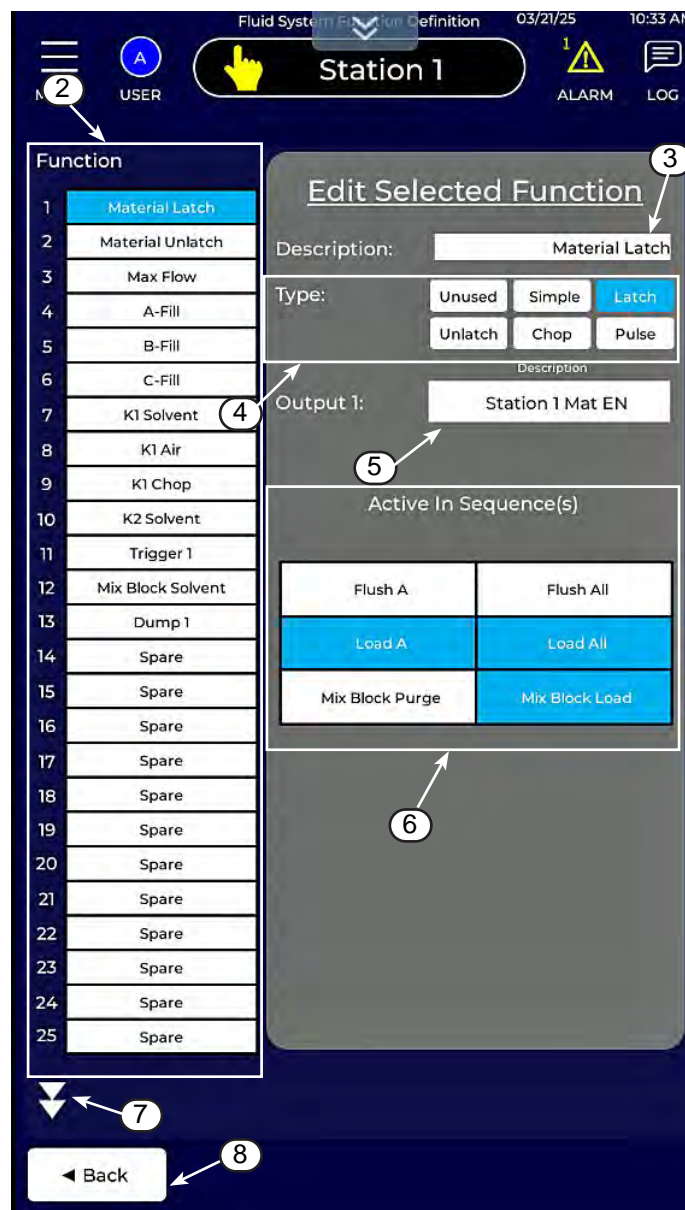 Fluid System Function Definition 03/21/25 10:33 AM
A
Station 1
1
2 USER ALARM LOG
Function
3
Edit Selected Function
1 Material Latch
2 Material Unlatch
Description: Material Latch
3 Max Flow
Type: Unused Simple Latch
4 A-Fill
Unlatch Chop Pulse
5 B-Fill
Description
6 C-Fill
4 Output 1: Station 1 Mat EN
7 K1 Solvent
8 K1 Air
5
9 K1 Chop
Active In Sequence(s)
10 K2 Solvent
11 Trigger 1
12 Mix Block Solvent
Flush A Flush All
13 Dump 1
Load A Load All
14 Spare
15 Spare
Mix Block Purge Mix Block Load
16 Spare
17 Spare
18 Spare
6
19 Spare
20 Spare
21 Spare
22 Spare
23 Spare
24 Spare
25 Spare
7
8
◄ Back